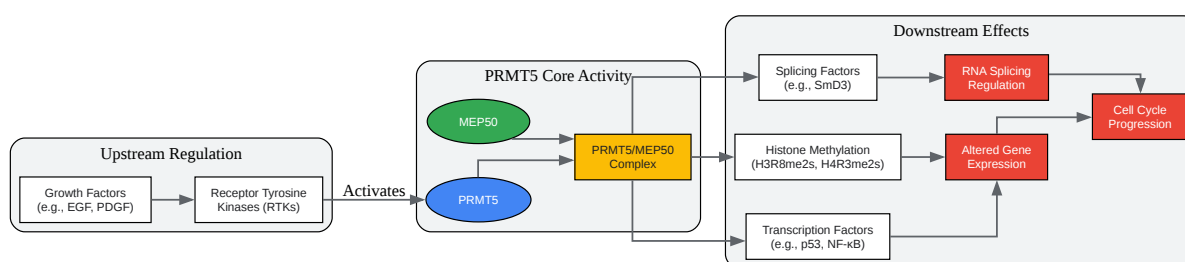 Upstream Regulation
Growth Factors
(e.g., EGF, PDGF)
Receptor Tyrosine
Kinases (RTKs)
Activates
PRMT5 Core Activity
MEP50
PRMT5
PRMT5/MEP50
Complex
Downstream Effects
Splicing Factors
(e.g., SmD3)
RNA Splicing
Regulation
Cell Cycle
Progression
Histone Methylation
(H3R8me2s, H4R3me2s)
Altered Gene
Expression
Transcription Factors
(e.g., p53, NF-κB)